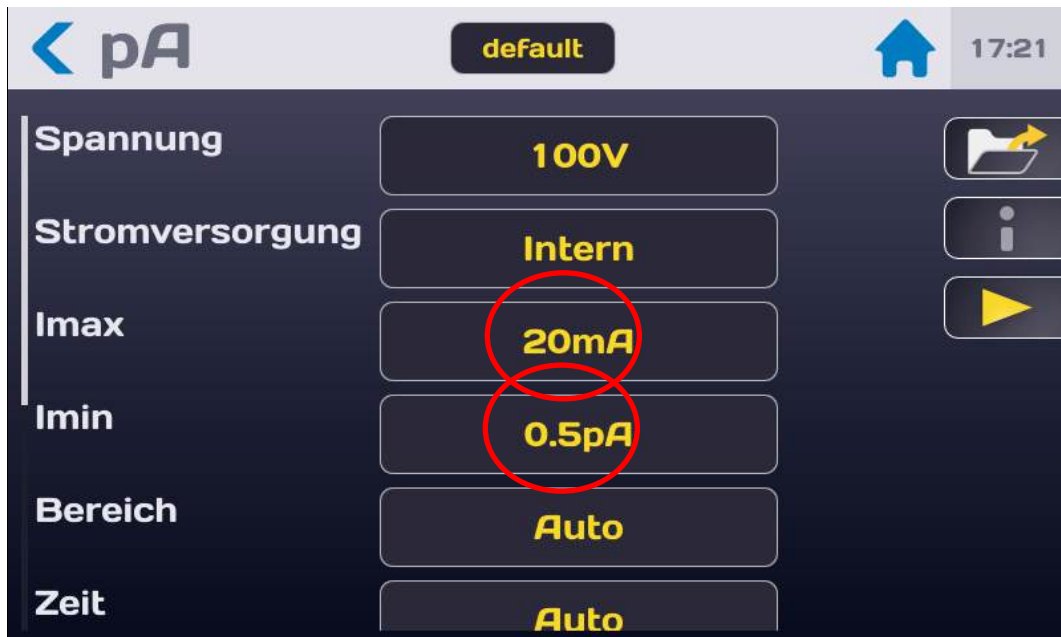 pA
default
17:21
Spannung
100V
Stromversorgung
Intern
Imax
20mA
Imin
0.5pA
Bereich
Auto
Zeit
Auto